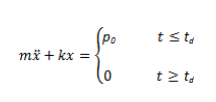 p₀ t ≤ t_d
mẍ + kx = {
0 t ≥ t_d